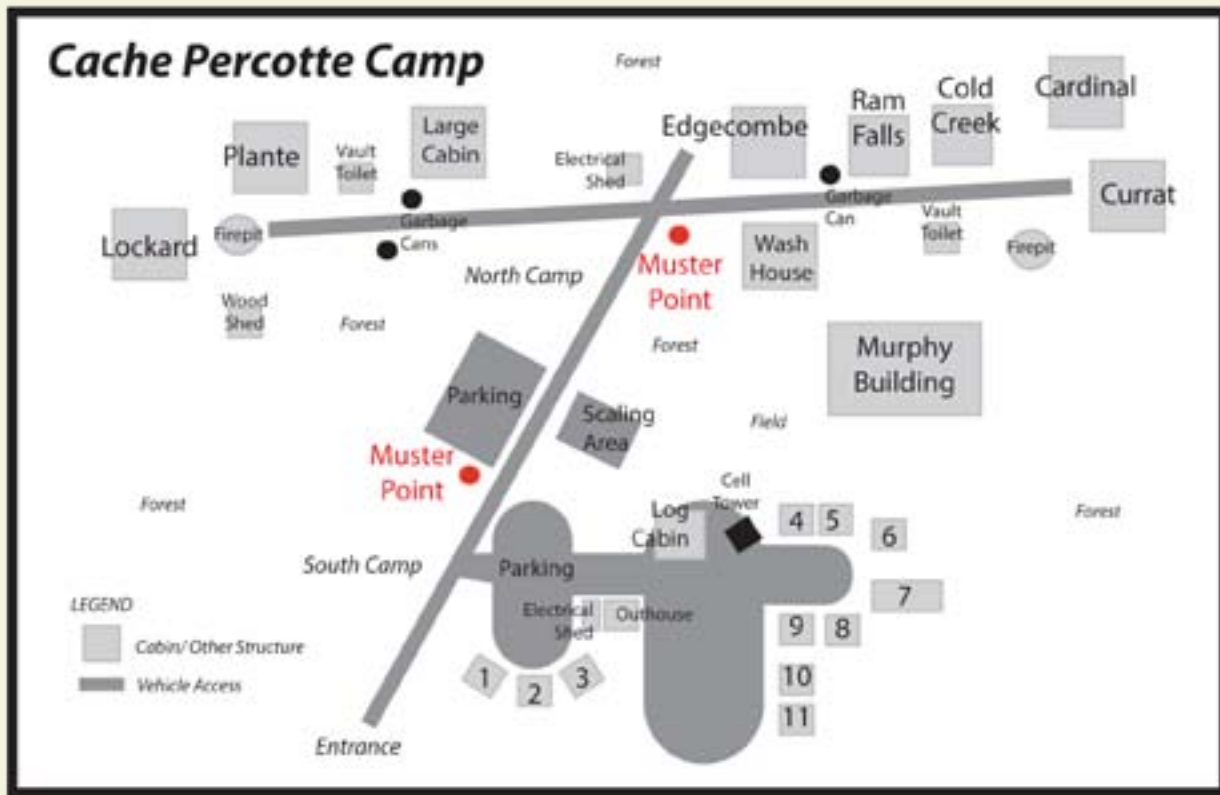 Cache Percotte Camp
Forest
Plante
Vault
Toilet
Large
Cabin
Electrical
Shed
Edgecombe
Ram
Falls
Cold
Creek
Cardinal
Lockard
Firepit
Garbage
Cans
Garbage
Can
Vault
Toilet
Firepit
Currat
Wood
Shed
Forest
North Camp
Muster
Point
Wash
House
Forest
Murphy
Building
Parking
Scaling
Area
Field
Muster
Point
Forest
Cell
Tower
Log
Cabin
4
5
6
Forest
South Camp
Parking
7
Electrical
Shed
Outhouse
9
8
1
2
3
10
11
LEGEND
Cabin/ Other Structure
Vehicle Access
Entrance